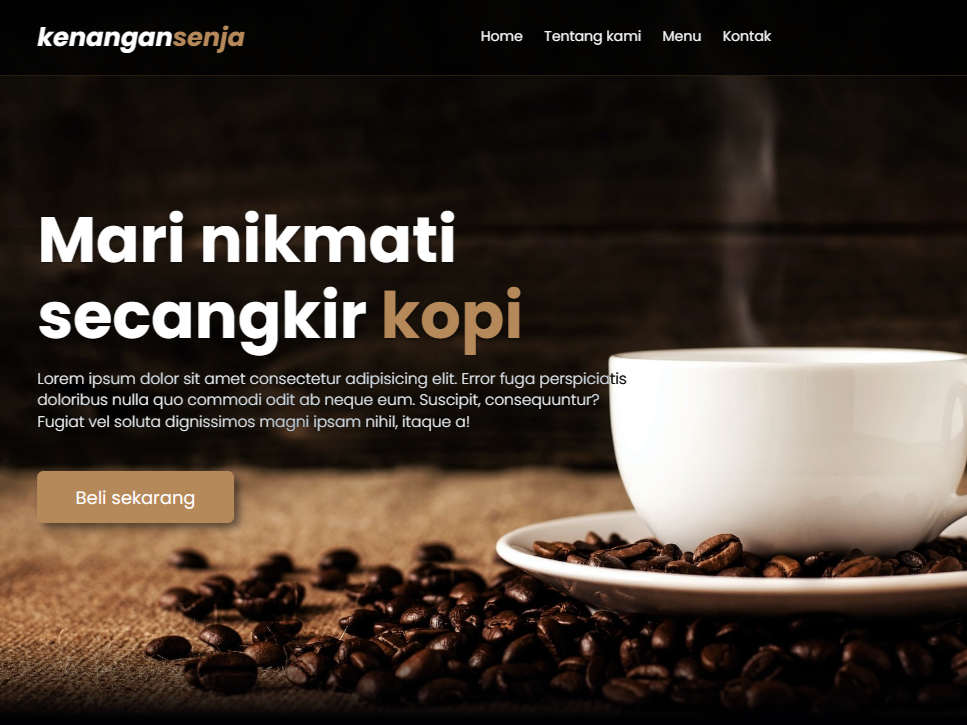 kenangansenja
Home Tentang kami Menu Kontak
Mari nikmati
secangkir kopi
Lorem ipsum dolor sit amet consectetur adipisicing elit. Error fuga perspiciatis
doloribus nulla quo commodi odit ab neque eum. Suscipit, consequuntur?
Fugiat vel soluta dignissimos magni ipsam nihil, itaque a!
Beli sekarang